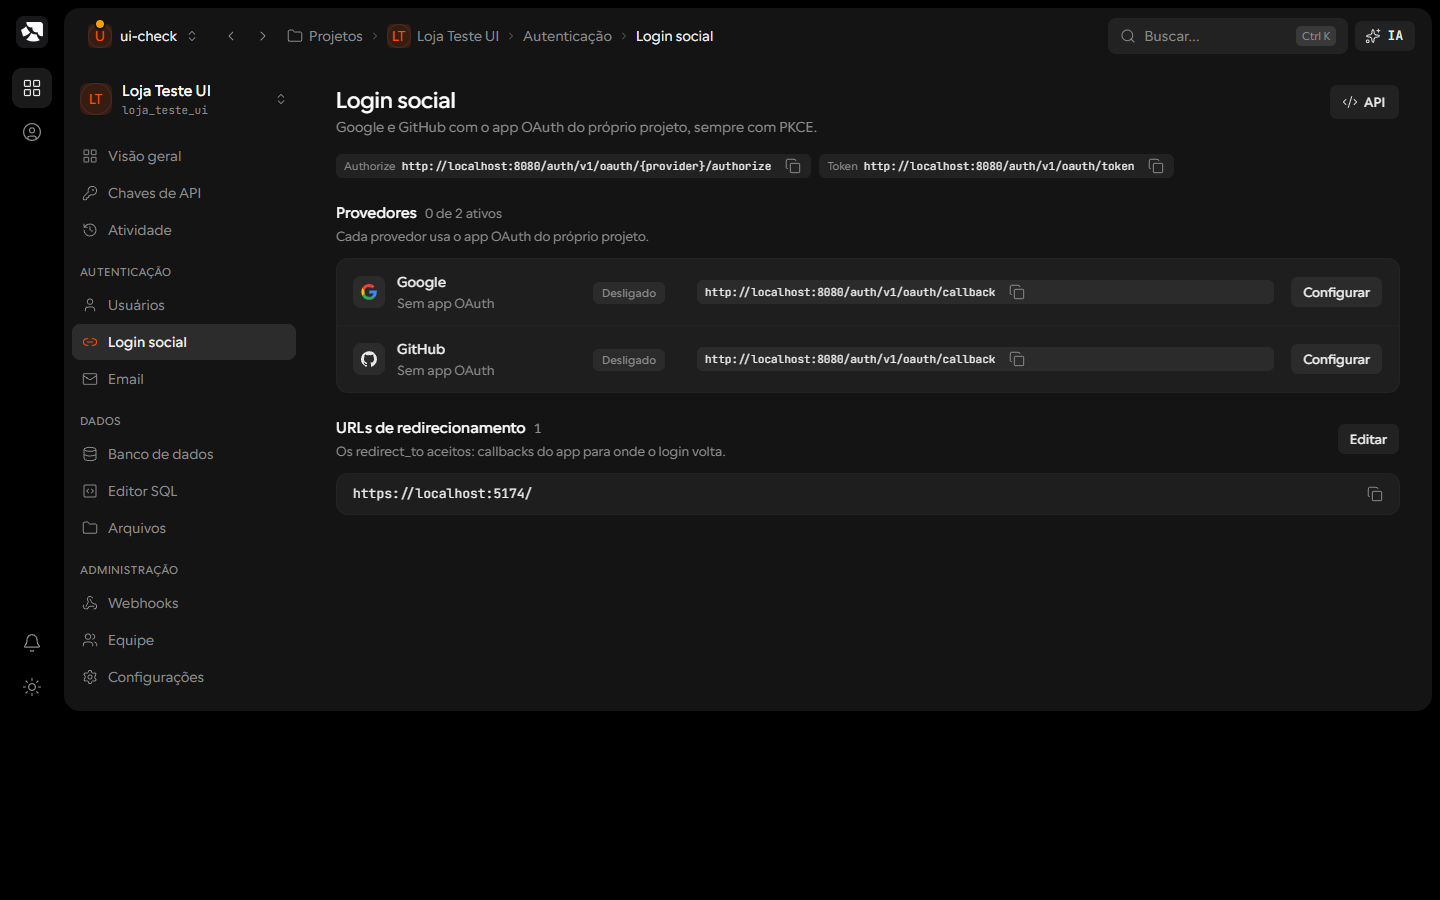 U ui-check
Projetos
LT Loja Teste UI
Autenticação
Login social
Buscar...
Ctrl K
IA
LT
Loja Teste UI
loja_teste_ui
Visão geral
Chaves de API
Atividade
AUTENTICAÇÃO
Usuários
Login social
Email
DADOS
Banco de dados
Editor SQL
Arquivos
ADMINISTRAÇÃO
Webhooks
Equipe
Configurações
Login social
Google e GitHub com o app OAuth do próprio projeto, sempre com PKCE.
API
Authorize http://localhost:8080/auth/v1/oauth/{provider}/authorize
Token http://localhost:8080/auth/v1/oauth/token
Provedores 0 de 2 ativos
Cada provedor usa o app OAuth do próprio projeto.
Google
Sem app OAuth
Desligado
http://localhost:8080/auth/v1/oauth/callback
Configurar
GitHub
Sem app OAuth
Desligado
http://localhost:8080/auth/v1/oauth/callback
Configurar
URLs de redirecionamento 1
Os redirect_to aceitos: callbacks do app para onde o login volta.
Editar
https://localhost:5174/